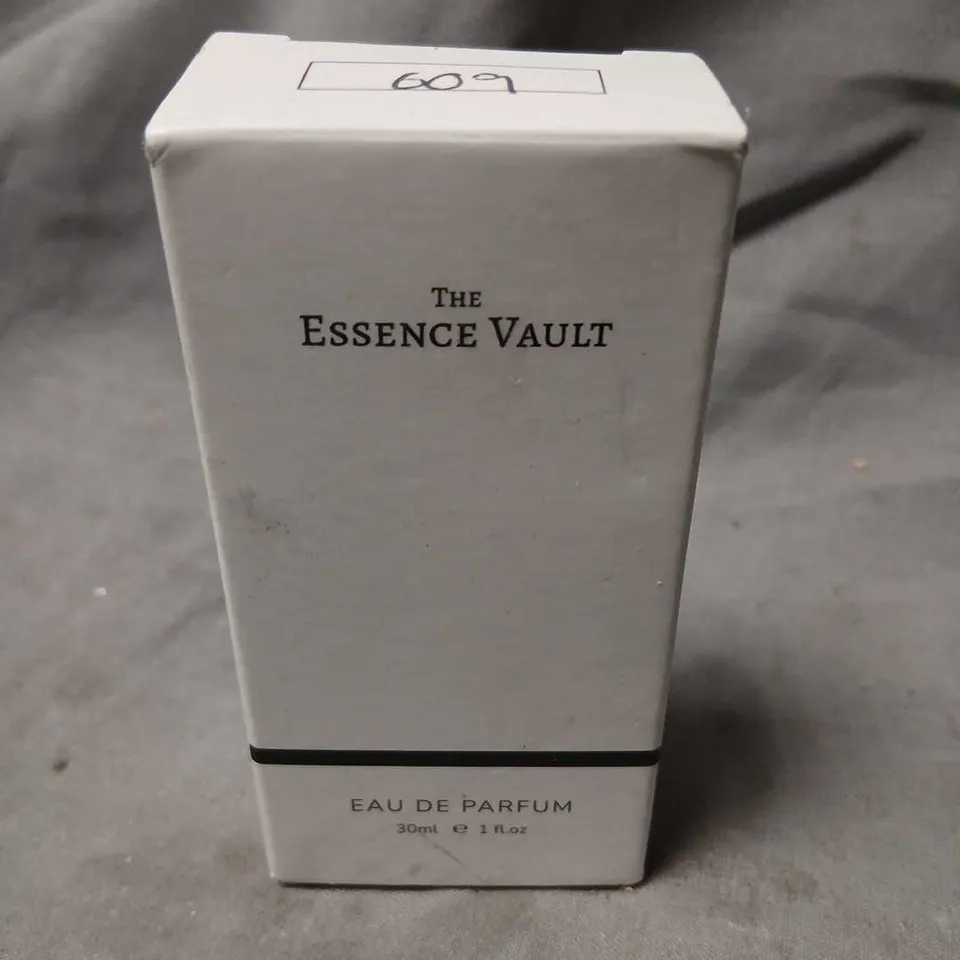 609
THE
ESSENCE VAULT
EAU DE PARFUM
30ml e 1 fl.oz